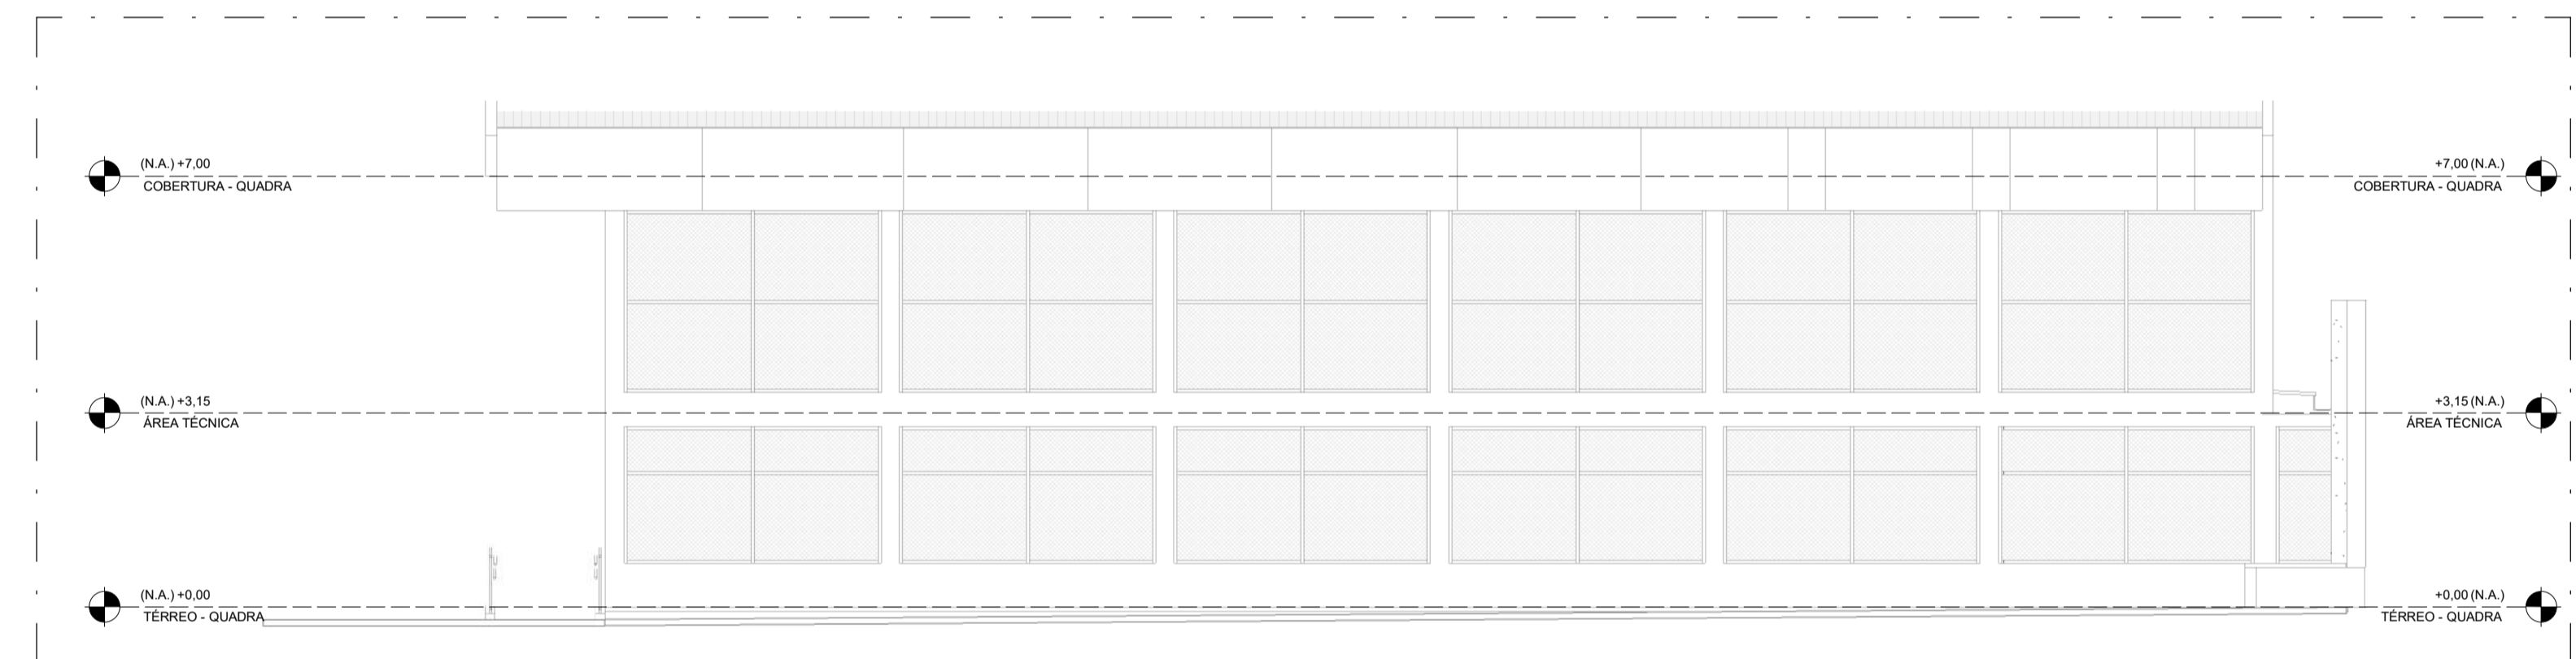 (N.A.) +7,00
COBERTURA - QUADRA
+7,00 (N.A.)
COBERTURA - QUADRA
(N.A.) +3,15
ÁREA TÉCNICA
+3,15 (N.A.)
ÁREA TÉCNICA
(N.A.) +0,00
TÉRREO - QUADRA
+0,00 (N.A.)
TÉRREO - QUADRA